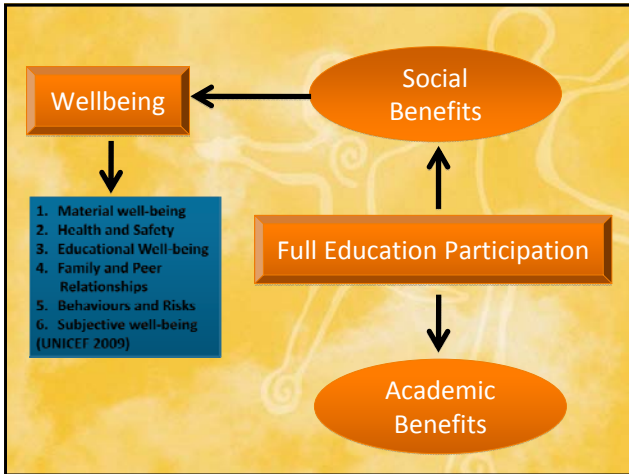 Social
Benefits
Wellbeing
1. Material well-being
2. Health and Safety
3. Educational Well-being
4. Family and Peer
Relationships
5. Behaviours and Risks
6. Subjective well-being
(UNICEF 2009)
Full Education Participation
Academic
Benefits